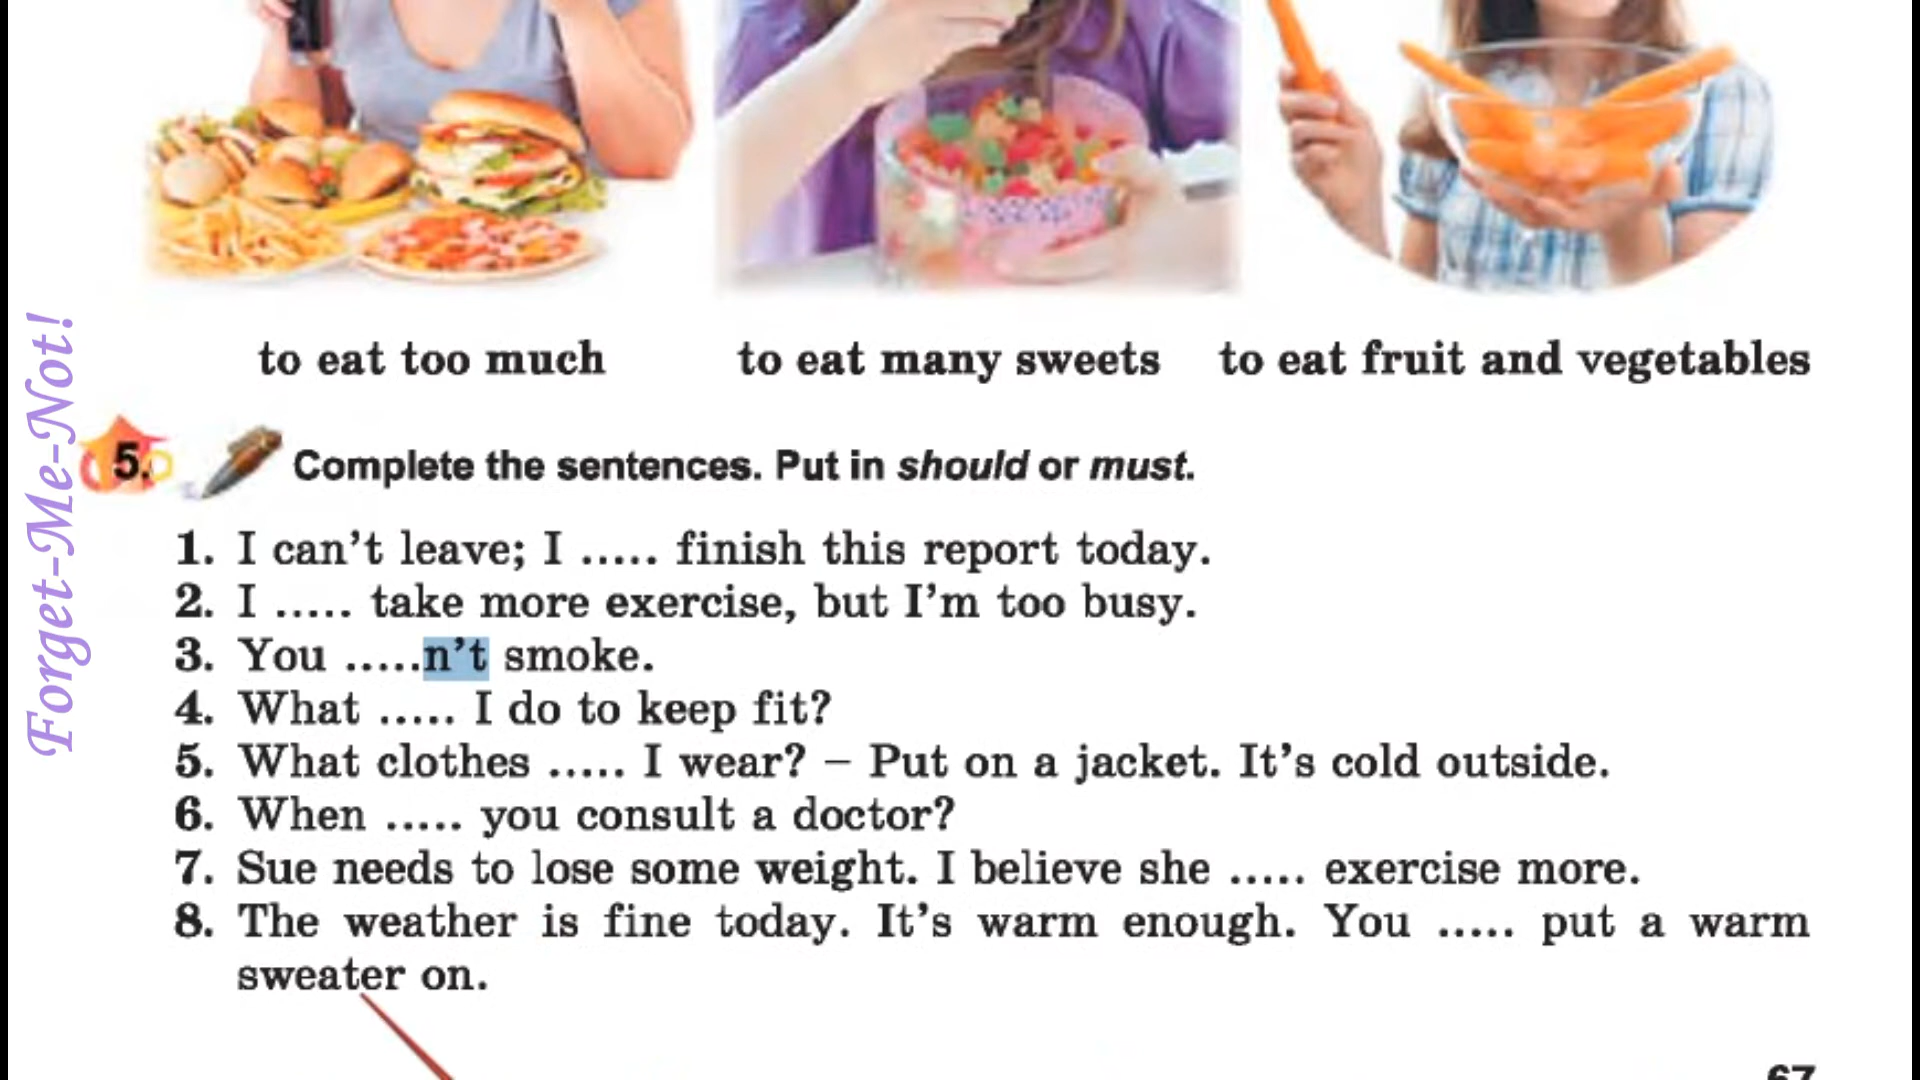 to eat too much
to eat many sweets
to eat fruit and vegetables
Forget-Me-Not!
5.
Complete the sentences. Put in should or must.
1. I can't leave; I ..... finish this report today.
2. I ..... take more exercise, but I'm too busy.
3. You .....n't smoke.
4. What ..... I do to keep fit?
5. What clothes ..... I wear? – Put on a jacket. It's cold outside.
6. When ..... you consult a doctor?
7. Sue needs to lose some weight. I believe she ..... exercise more.
8. The weather is fine today. It's warm enough. You ..... put a warm
sweater on.
67